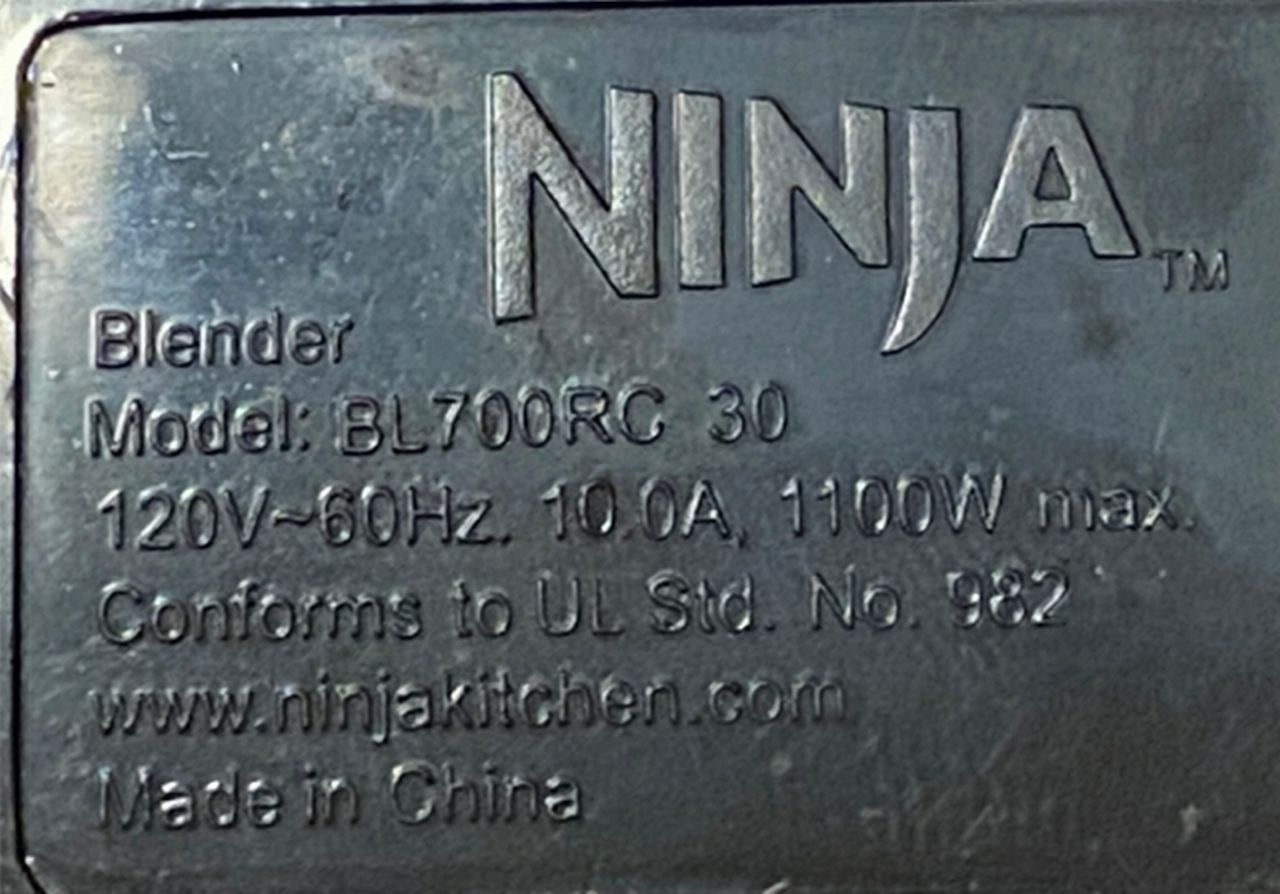 NINJA™
Blender
Model: BL700RC 30
120V~60Hz. 10.0A, 1100W max.
Conforms to UL Std. No. 982
www.ninjakitchen.com
Made in China